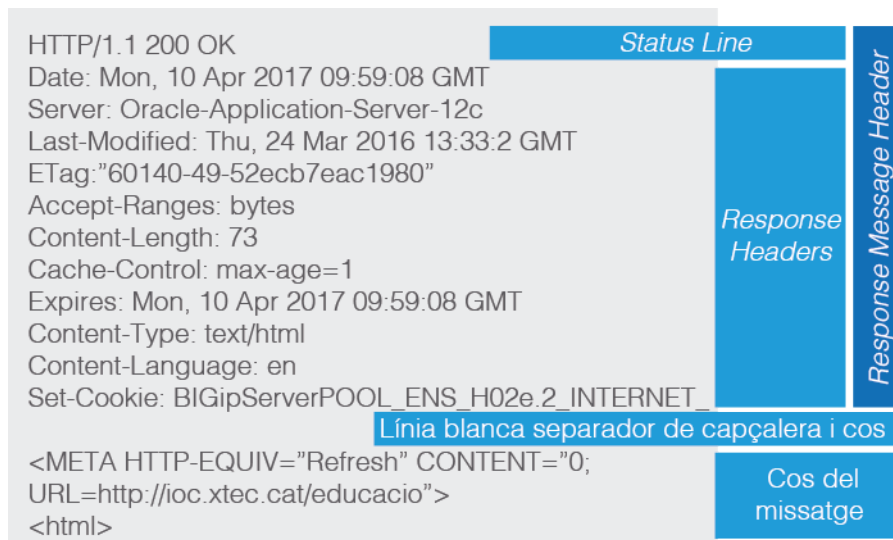 HTTP/1.1 200 OK
Status Line
Date: Mon, 10 Apr 2017 09:59:08 GMT
Server: Oracle-Application-Server-12c
Last-Modified: Thu, 24 Mar 2016 13:33:2 GMT
ETag:”60140-49-52ecb7eac1980”
Accept-Ranges: bytes
Content-Length: 73
Cache-Control: max-age=1
Expires: Mon, 10 Apr 2017 09:59:08 GMT
Content-Type: text/html
Content-Language: en
Set-Cookie: BIGipServerPOOL_ENS_H02e.2_INTERNET_
Response
Headers
Response Message Header
Línia blanca separador de capçalera i cos
<META HTTP-EQUIV=”Refresh” CONTENT=”0;
URL=http://ioc.xtec.cat/educacio”>
<html>
Cos del
missatge